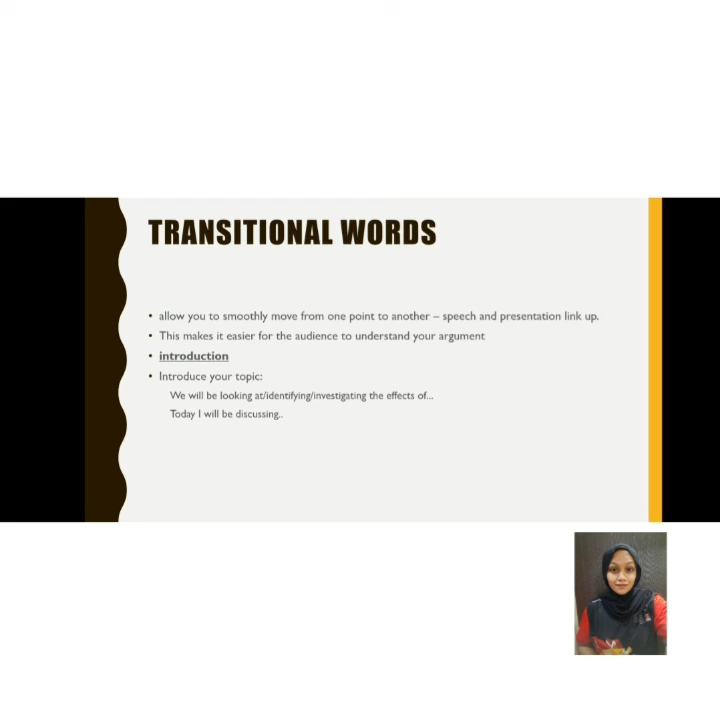 TRANSITIONAL WORDS
• allow you to smoothly move from one point to another – speech and presentation link up.
• This makes it easier for the audience to understand your argument
• introduction
• Introduce your topic:
We will be looking at/identifying/investigating the effects of...
Today I will be discussing..